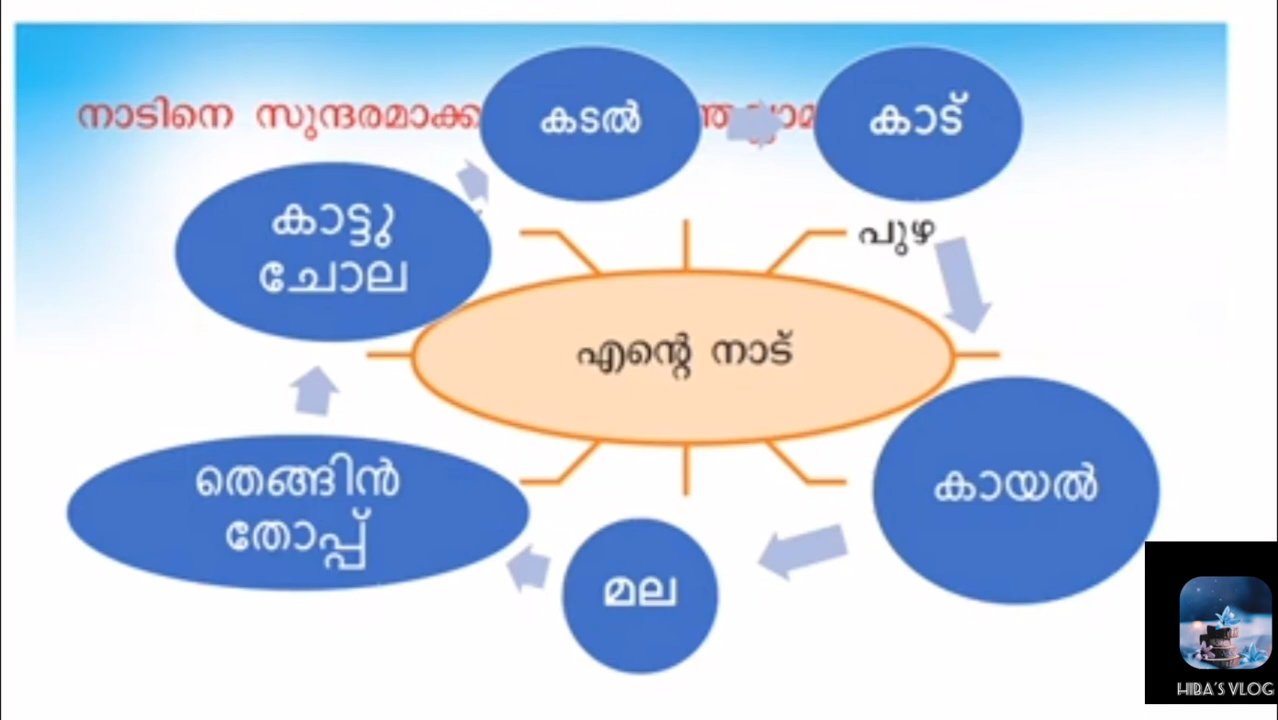 നാടിനെ സുന്ദരമാക്ക
കടൽ
കാട്
കാട്ടു
ചോല
പുഴ
എന്റെ നാട്
തെങ്ങിൻ
തോപ്പ്
കായൽ
മല
HIBA'S VLOG